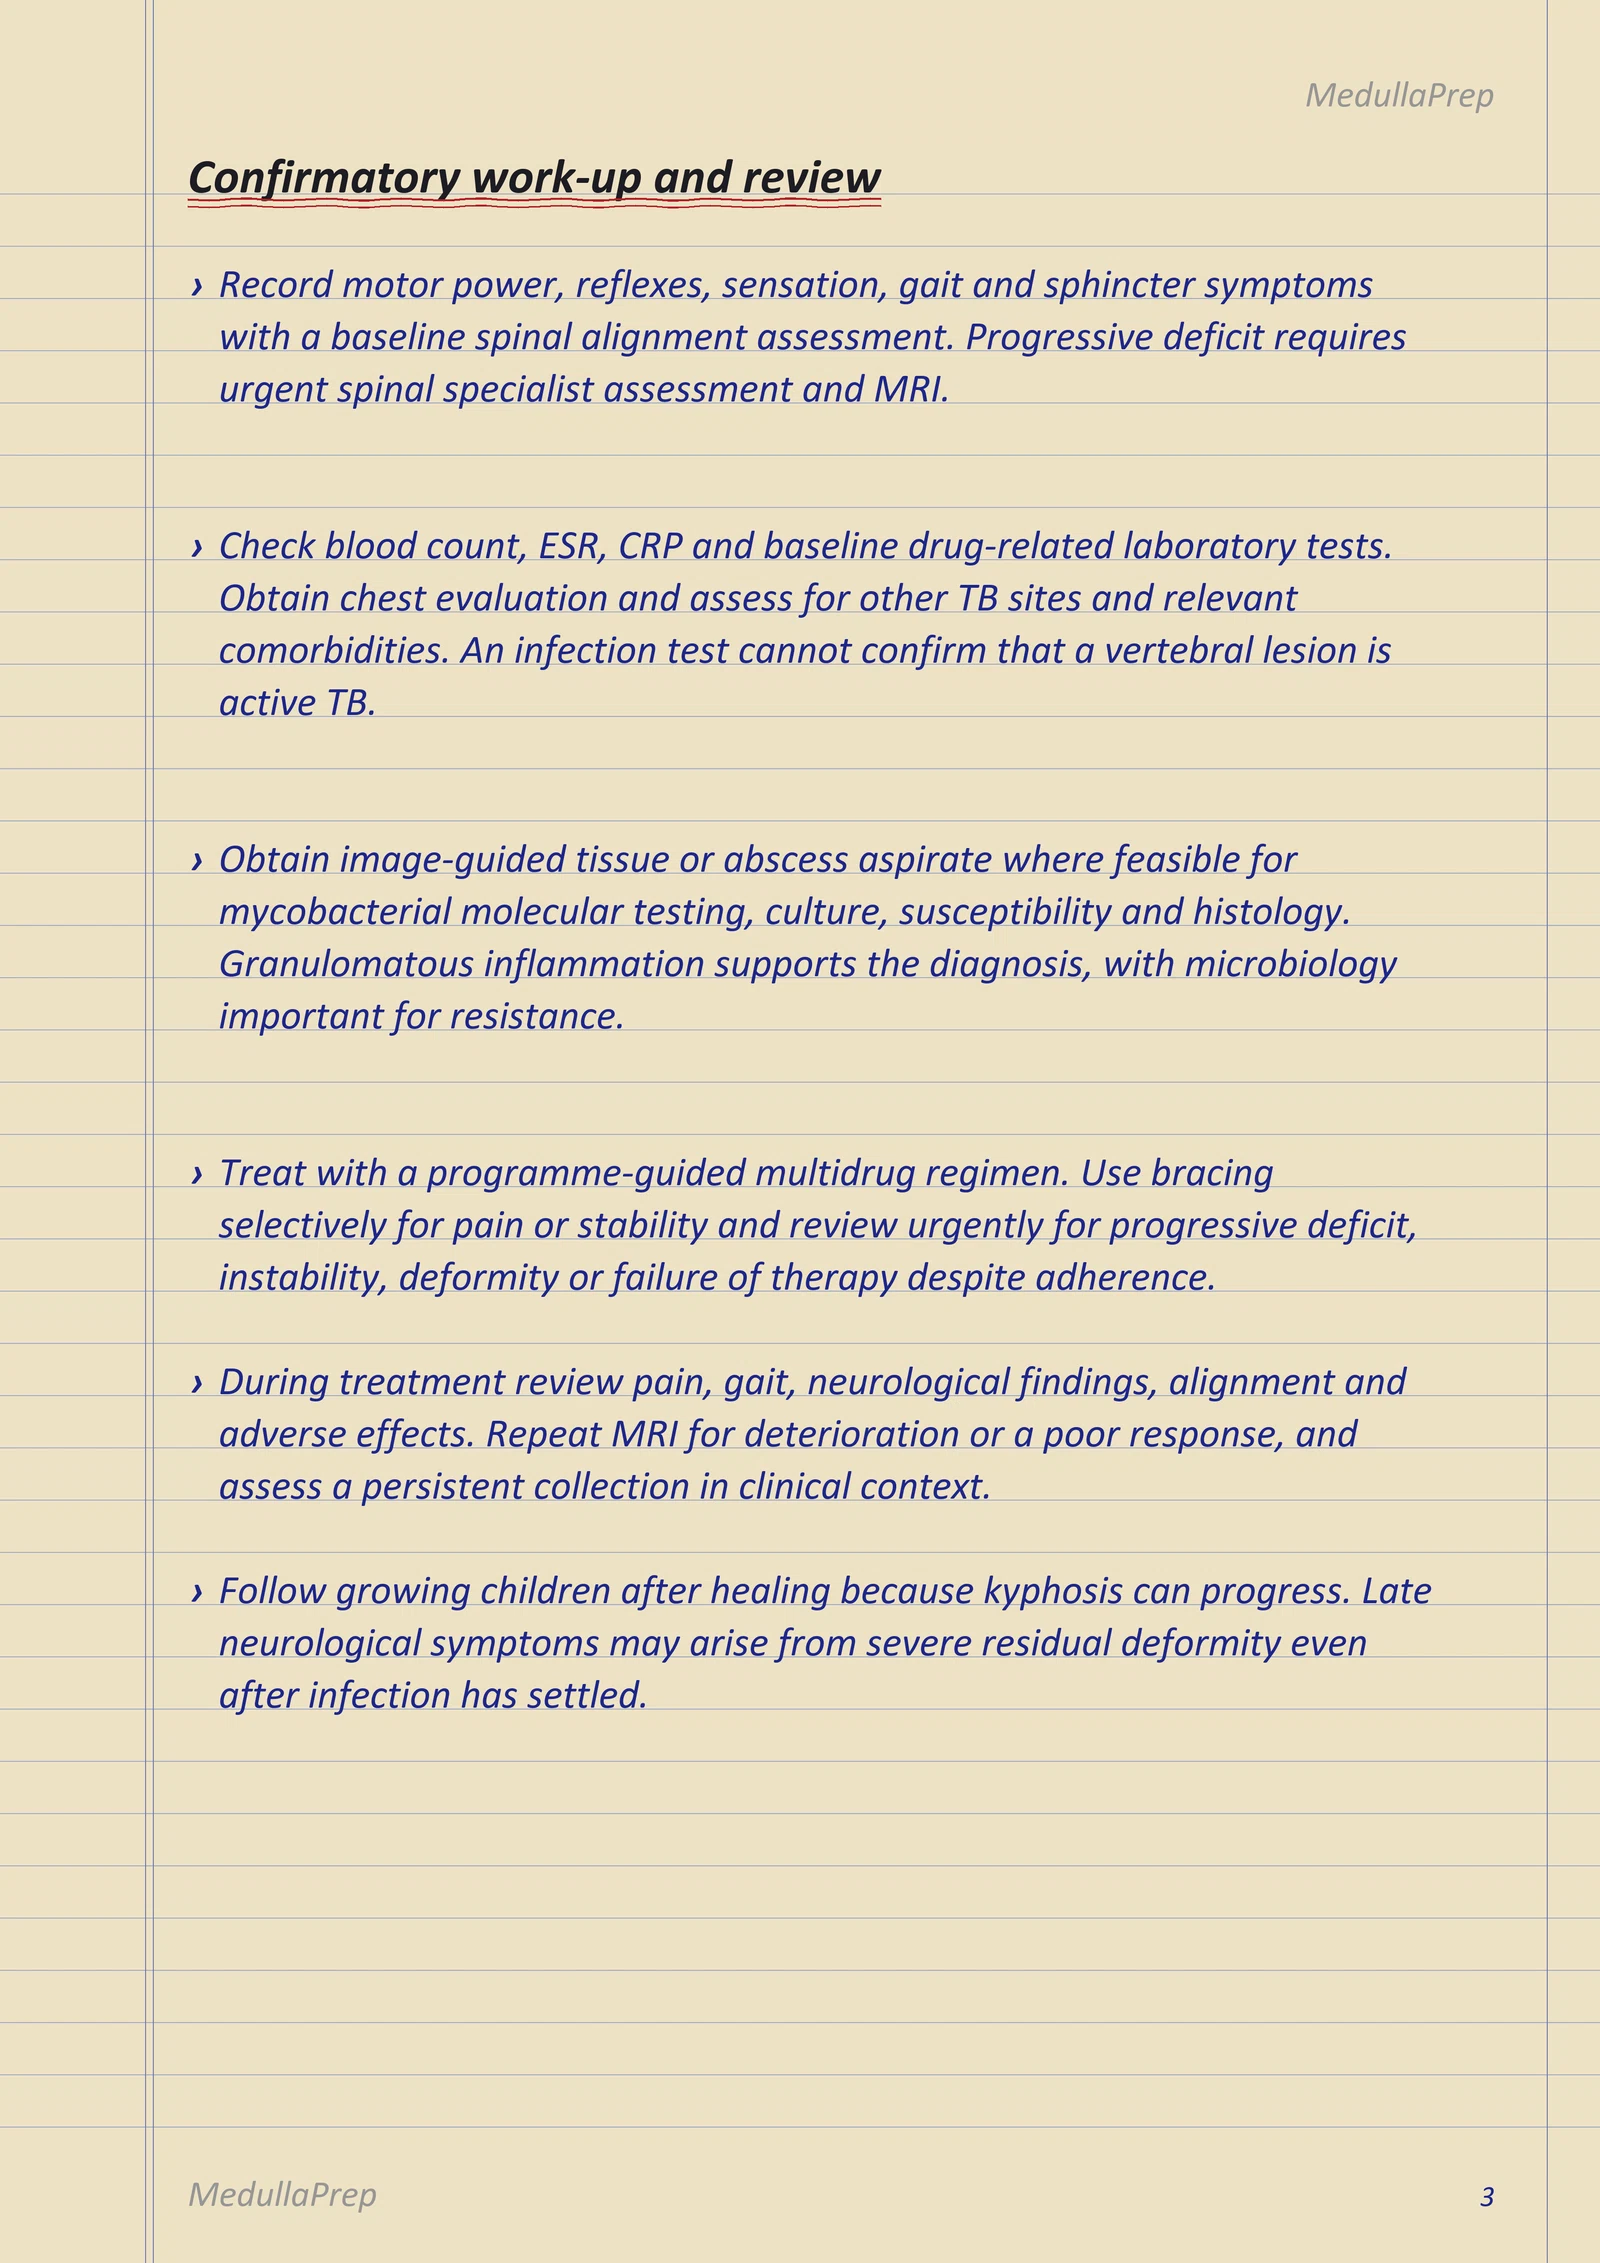 MedullaPrep
Confirmatory work-up and review
› Record motor power, reflexes, sensation, gait and sphincter symptoms
with a baseline spinal alignment assessment. Progressive deficit requires
urgent spinal specialist assessment and MRI.
› Check blood count, ESR, CRP and baseline drug-related laboratory tests.
Obtain chest evaluation and assess for other TB sites and relevant
comorbidities. An infection test cannot confirm that a vertebral lesion is
active TB.
› Obtain image-guided tissue or abscess aspirate where feasible for
mycobacterial molecular testing, culture, susceptibility and histology.
Granulomatous inflammation supports the diagnosis, with microbiology
important for resistance.
› Treat with a programme-guided multidrug regimen. Use bracing
selectively for pain or stability and review urgently for progressive deficit,
instability, deformity or failure of therapy despite adherence.
› During treatment review pain, gait, neurological findings, alignment and
adverse effects. Repeat MRI for deterioration or a poor response, and
assess a persistent collection in clinical context.
› Follow growing children after healing because kyphosis can progress. Late
neurological symptoms may arise from severe residual deformity even
after infection has settled.
MedullaPrep
3